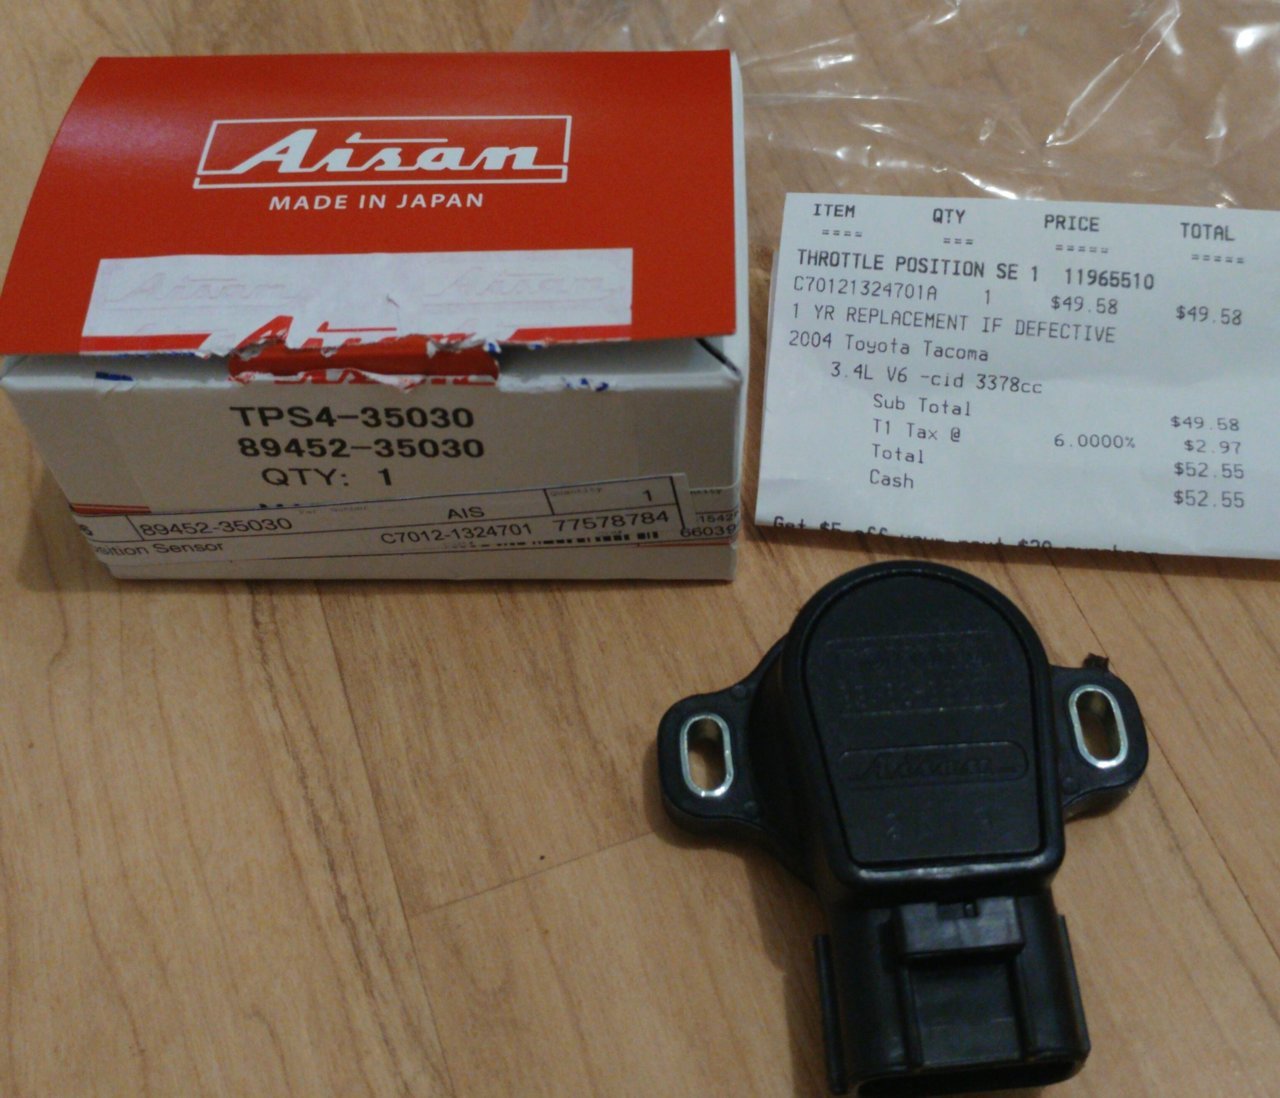 Aisan
MADE IN JAPAN
Aisan
TPS4-35030
89452-35030
QTY: 1
89452-35030
AIS
Quantity
1
sition Sensor
C7012-1324701
77578784
ITEM QTY PRICE TOTAL
==== === ===== =====
THROTTLE POSITION SE 1 11965510
C70121324701A 1 $49.58 $49.58
1 YR REPLACEMENT IF DEFECTIVE
2004 Toyota Tacoma
3.4L V6 -cid 3378cc
Sub Total $49.58
T1 Tax @ 6.0000% $2.97
Total $52.55
Cash $52.55
Aisan